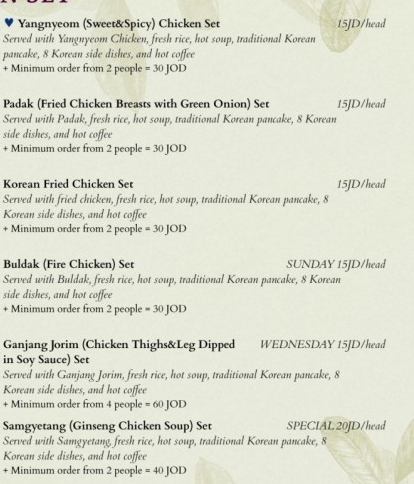 N SET
♥ Yangnyeom (Sweet&Spicy) Chicken Set 15JD/head
Served with Yangnyeom Chicken, fresh rice, hot soup, traditional Korean
pancake, 8 Korean side dishes, and hot coffee
+ Minimum order from 2 people = 30 JOD
Padak (Fried Chicken Breasts with Green Onion) Set 15JD/head
Served with Padak, fresh rice, hot soup, traditional Korean pancake, 8 Korean
side dishes, and hot coffee
+ Minimum order from 2 people = 30 JOD
Korean Fried Chicken Set 15JD/head
Served with fried chicken, fresh rice, hot soup, traditional Korean pancake, 8
Korean side dishes, and hot coffee
+ Minimum order from 2 people = 30 JOD
Buldak (Fire Chicken) Set SUNDAY 15JD/head
Served with Buldak, fresh rice, hot soup, traditional Korean pancake, 8 Korean
side dishes, and hot coffee
+ Minimum order from 2 people = 30 JOD
Ganjang Jorim (Chicken Thighs&Leg Dipped WEDNESDAY 15JD/head
in Soy Sauce) Set
Served with Ganjang Jorim, fresh rice, hot soup, traditional Korean pancake, 8
Korean side dishes, and hot coffee
+ Minimum order from 4 people = 60 JOD
Samgyetang (Ginseng Chicken Soup) Set SPECIAL 20JD/head
Served with Samgyetang, fresh rice, hot soup, traditional Korean pancake, 8
Korean side dishes, and hot coffee
+ Minimum order from 2 people = 40 JOD